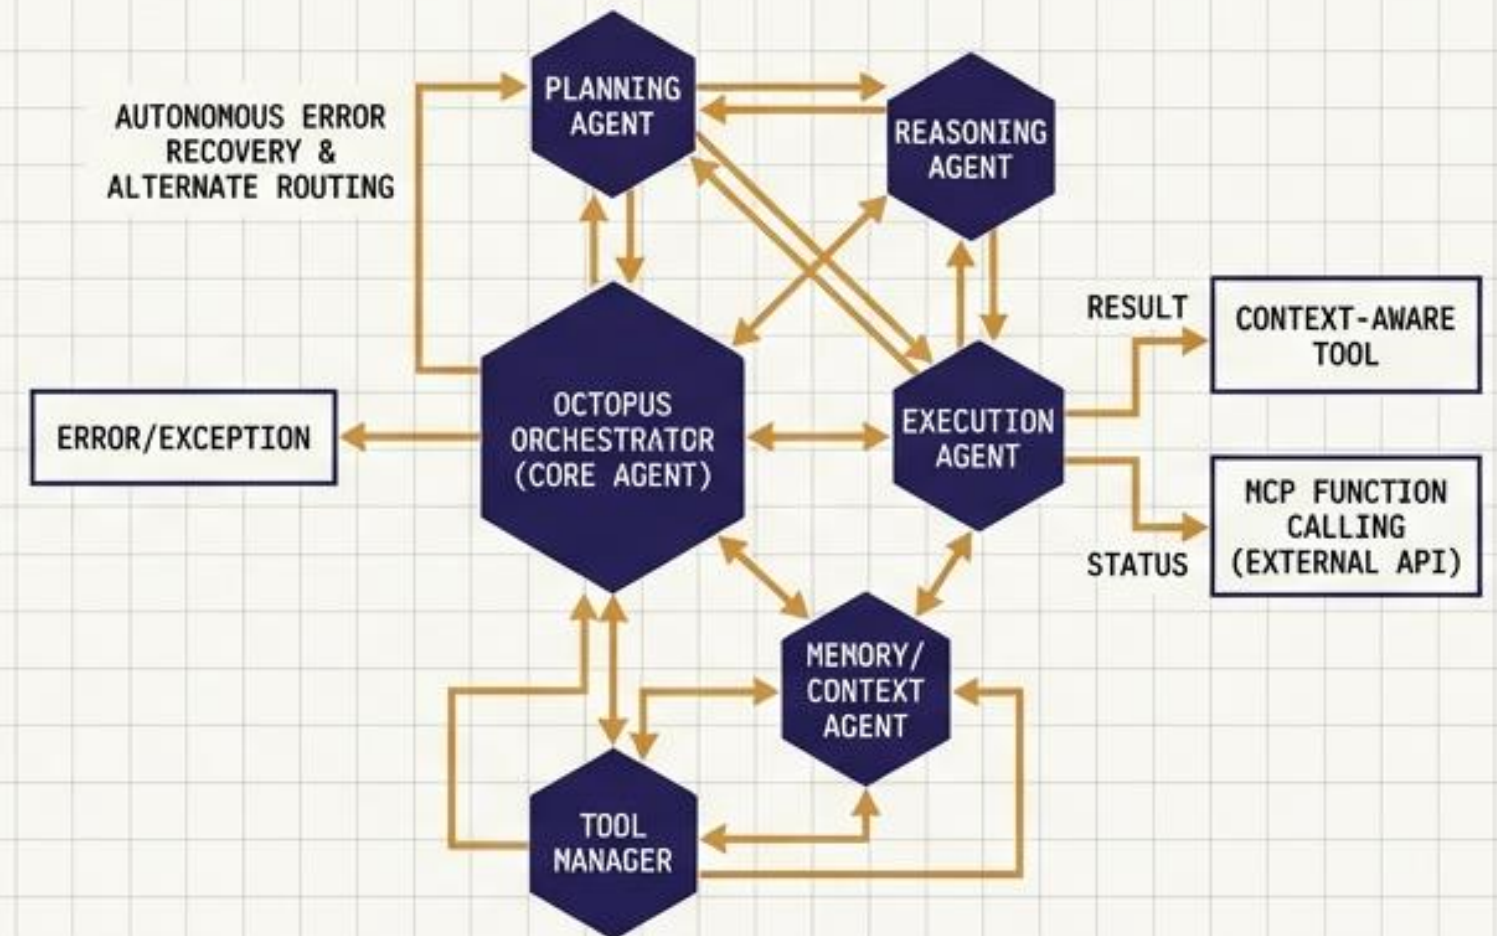 PLANNING
AGENT
AUTONOMOUS ERROR
RECOVERY &
ALTERNATE ROUTING
REASONING
AGENT
RESULT
CONTEXT-AWARE
TOOL
OCTOPUS
ORCHESTRATOR
(CORE AGENT)
ERROR/EXCEPTION
EXECUTION
AGENT
MCP FUNCTION
CALLING
(EXTERNAL API)
STATUS
MEMORY/
CONTEXT
AGENT
TOOL
MANAGER